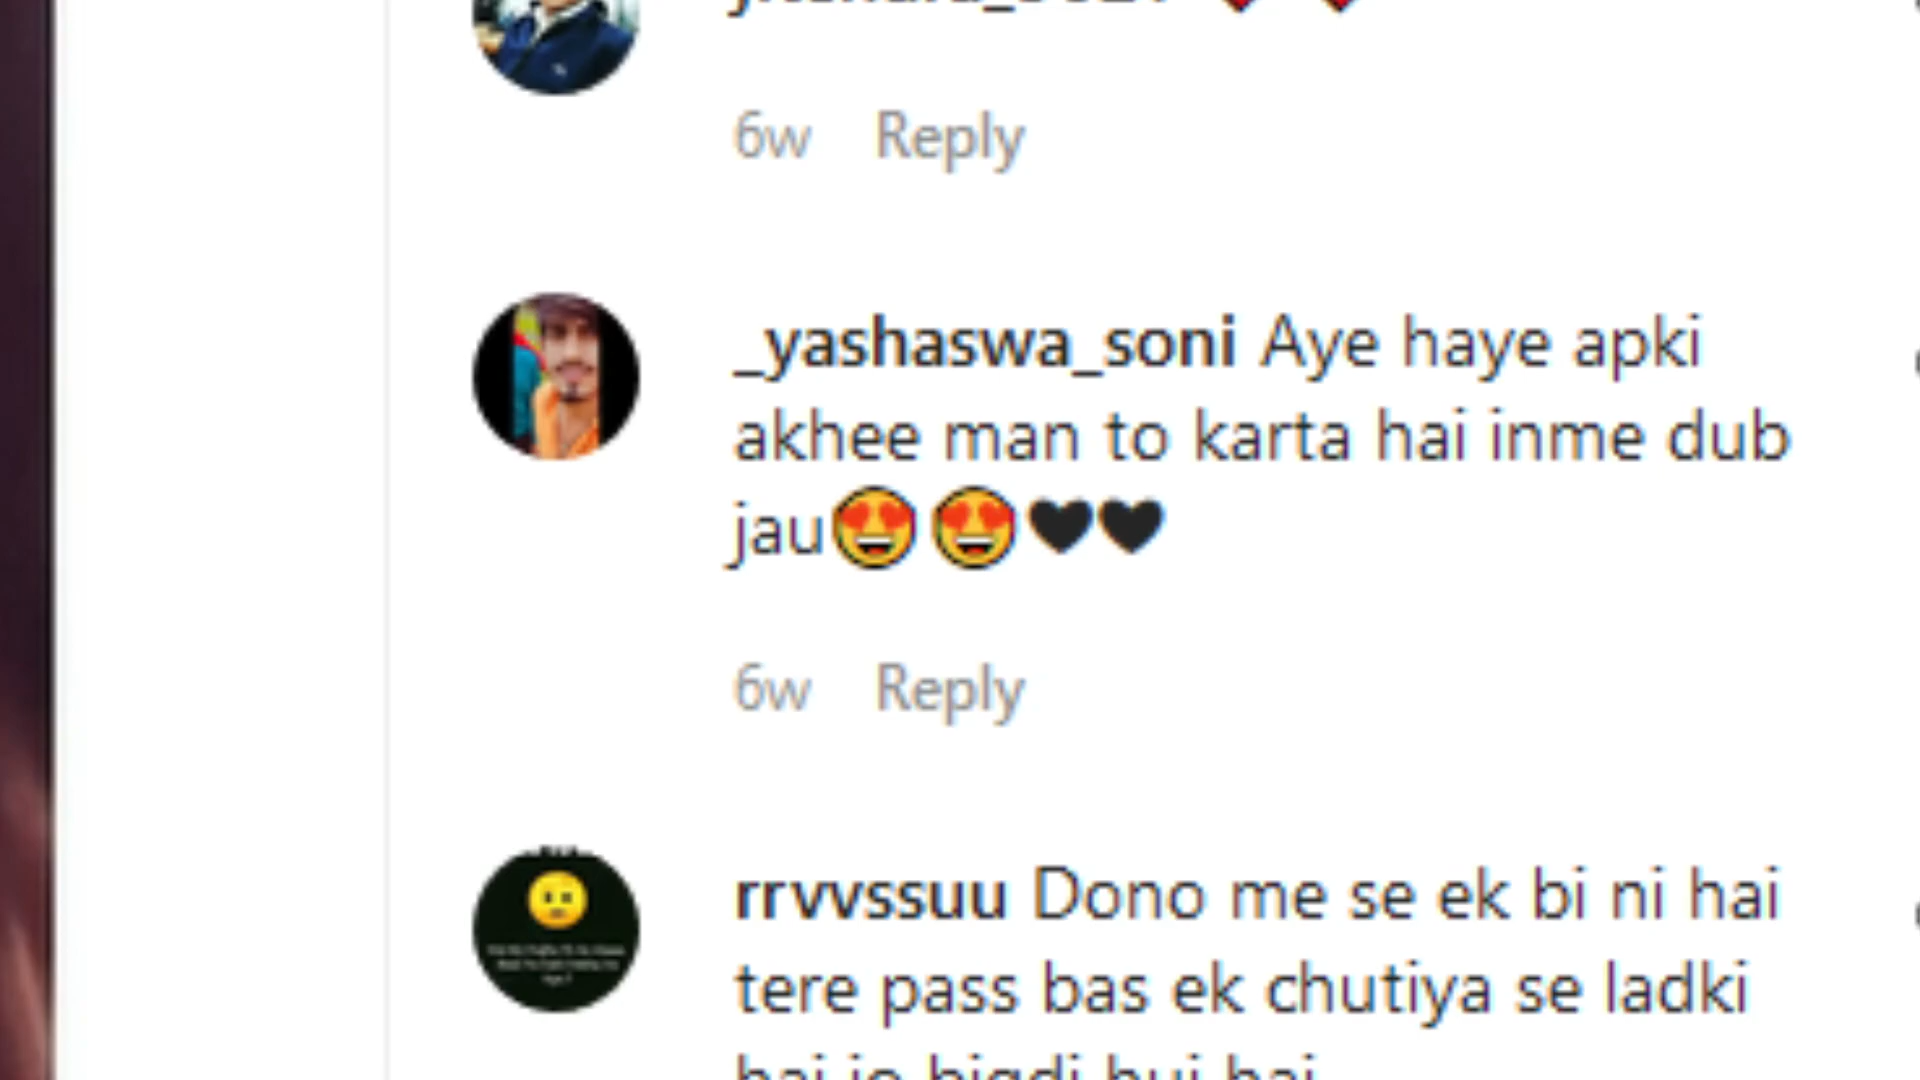 6w Reply
_yashaswa_soni Aye haye apki
akhee man to karta hai inme dub
jau😍😍🖤🖤
6w Reply
rrvvssuu Dono me se ek bi ni hai
tere pass bas ek chutiya se ladki
hai jo bigdi hui hai